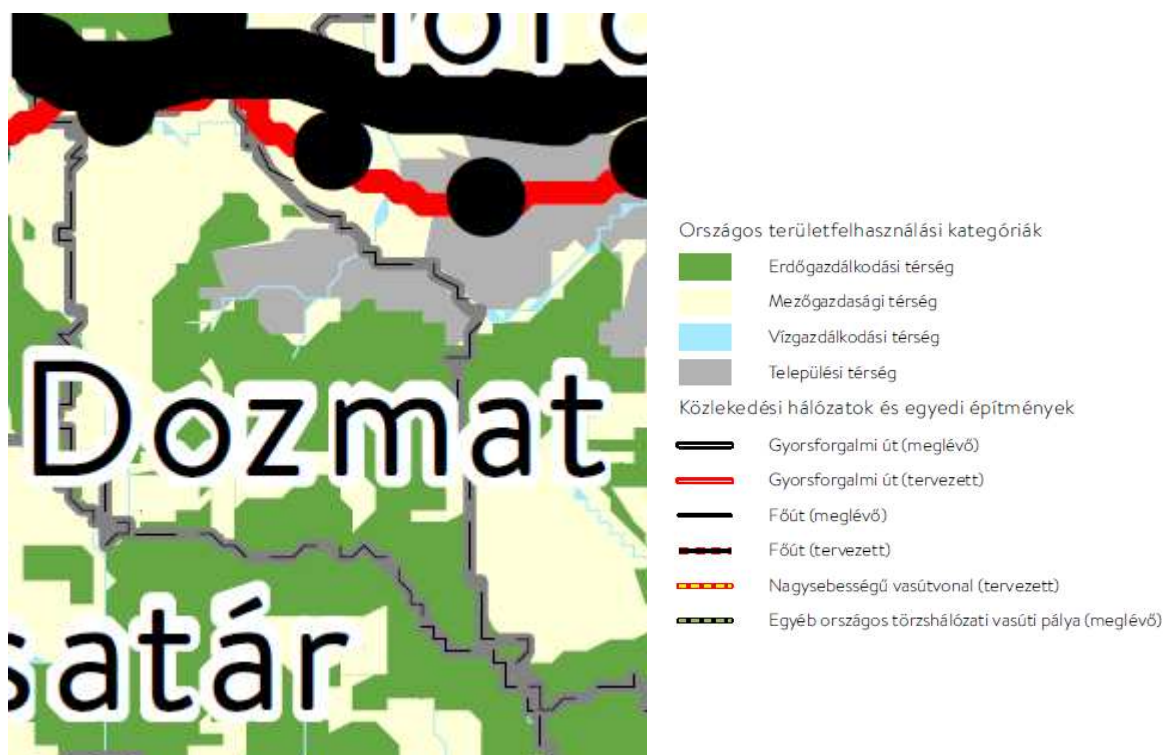 Dozmat
satár
Országos területfelhasználási kategóriák
Erdőgazdálkodási térség
Mezőgazdasági térség
Vízgazdálkodási térség
Települési térség
Közlekedési hálózatok és egyedi építmények
Gyorsforgalmi út (meglévő)
Gyorsforgalmi út (tervezett)
Főút (meglévő)
Főút (tervezett)
Nagysebességű vasútvonal (tervezett)
Egyéb országos törzshálózati vasúti pálya (meglévő)